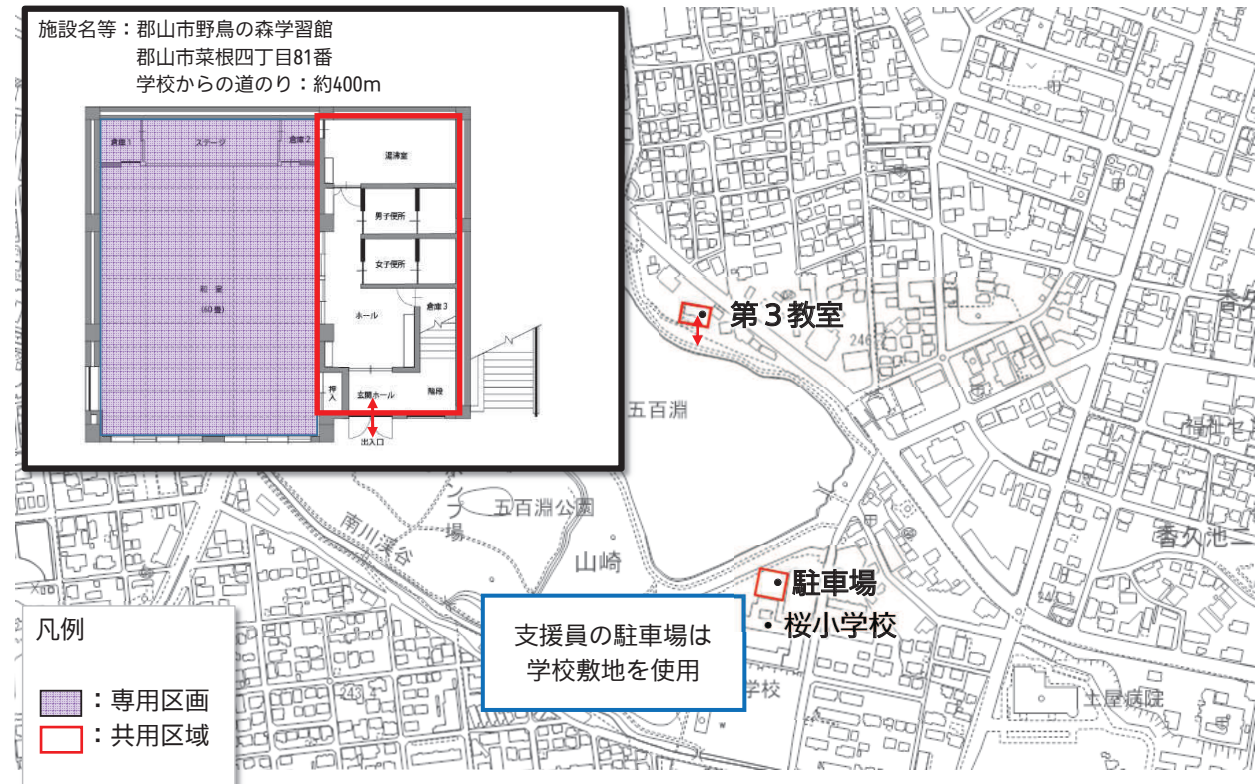 施設名等：郡山市野鳥の森学習館
郡山市菜根四丁目81番
学校からの道のり：約400m
倉庫1
ステージ
倉庫2
湯沸室
男子便所
女子便所
和 室
(60畳)
ホール
倉庫3
押入
玄関ホール
階段
出入口
第３教室
246
五百淵
五百淵公園
南川渓谷
場
山崎
駐車場
桜小学校
香久池二
土屋病院
学校
支援員の駐車場は
学校敷地を使用
凡例
：専用区画
：共用区域